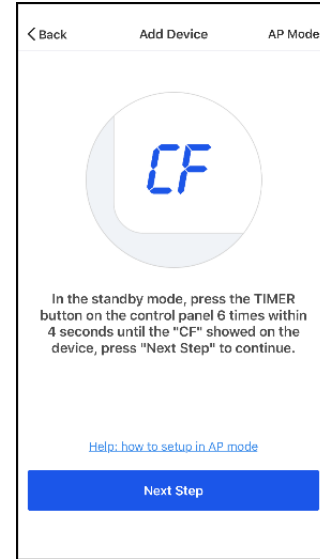 Back Add Device AP Mode
CF
In the standby mode, press the TIMER
button on the control panel 6 times within
4 seconds until the "CF" showed on the
device, press "Next Step" to continue.
Help: how to setup in AP mode
Next Step